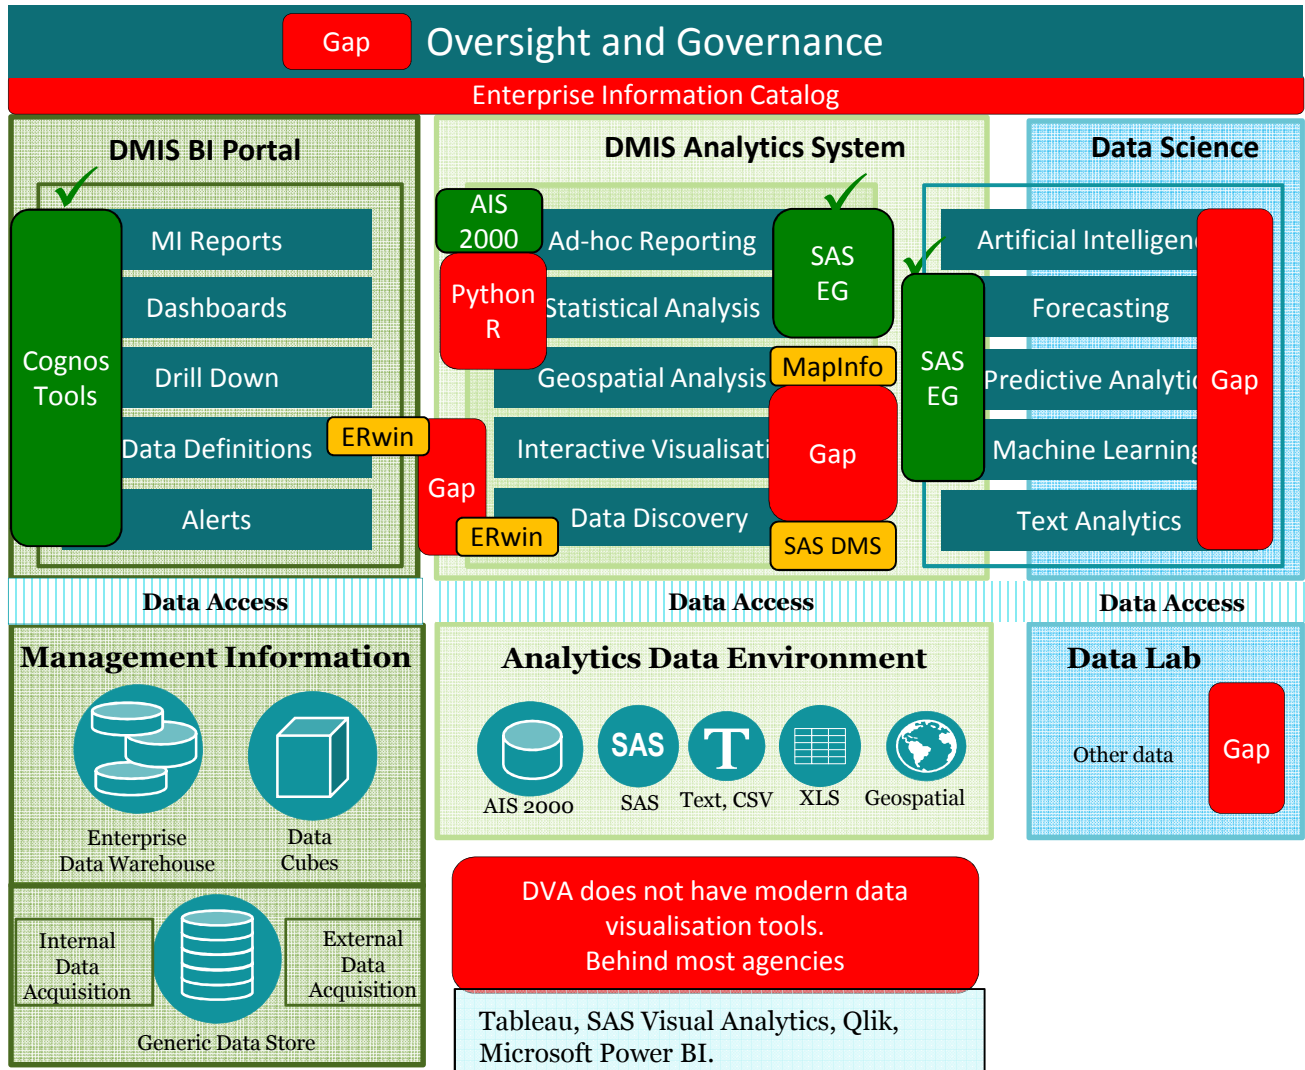 Gap
Oversight and Governance
Enterprise Information Catalog
DMIS BI Portal
Cognos
Tools
MI Reports
Dashboards
Drill Down
Data Definitions
Alerts
ERwin
Gap
ERwin
DMIS Analytics System
AIS
2000
Python
R
Ad-hoc Reporting
Statistical Analysis
Geospatial Analysis
Interactive Visualisati
Data Discovery
SAS
EG
MapInfo
Gap
SAS DMS
Data Science
SAS
EG
Artificial Intelligen
Forecasting
Predictive Analytic
Machine Learning
Text Analytics
Gap
Data Access
Data Access
Data Access
Management Information
Enterprise
Data Warehouse
Data
Cubes
Internal
Data
Acquisition
Generic Data Store
External
Data
Acquisition
Analytics Data Environment
AIS 2000
SAS
SAS
T
Text, CSV
XLS
Geospatial
Data Lab
Other data
Gap
DVA does not have modern data
visualisation tools.
Behind most agencies
Tableau, SAS Visual Analytics, Qlik,
Microsoft Power BI.